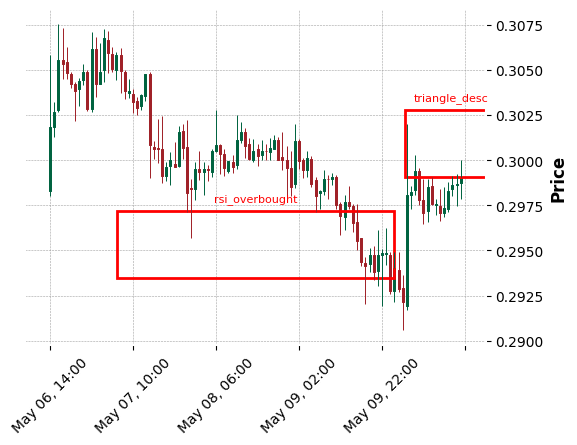 0.3075
0.3050
0.3025
0.3000
0.2975
0.2950
0.2925
0.2900
Price
triangle_desc
rsi_overbought
May 06, 14:00
May 07, 10:00
May 08, 06:00
May 09, 02:00
May 09, 22:00